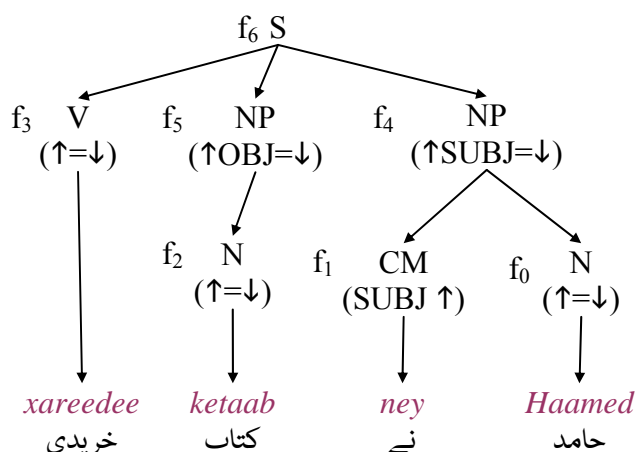 f₆ S
f₃ V f₅ NP f₄ NP
(↑=↓) (↑OBJ=↓) (↑SUBJ=↓)
f₂ N f₁ CM f₀ N
(↑=↓) (SUBJ ↑) (↑=↓)
xareedee ketaab ney Haamed
خریدی کتاب نے حامد